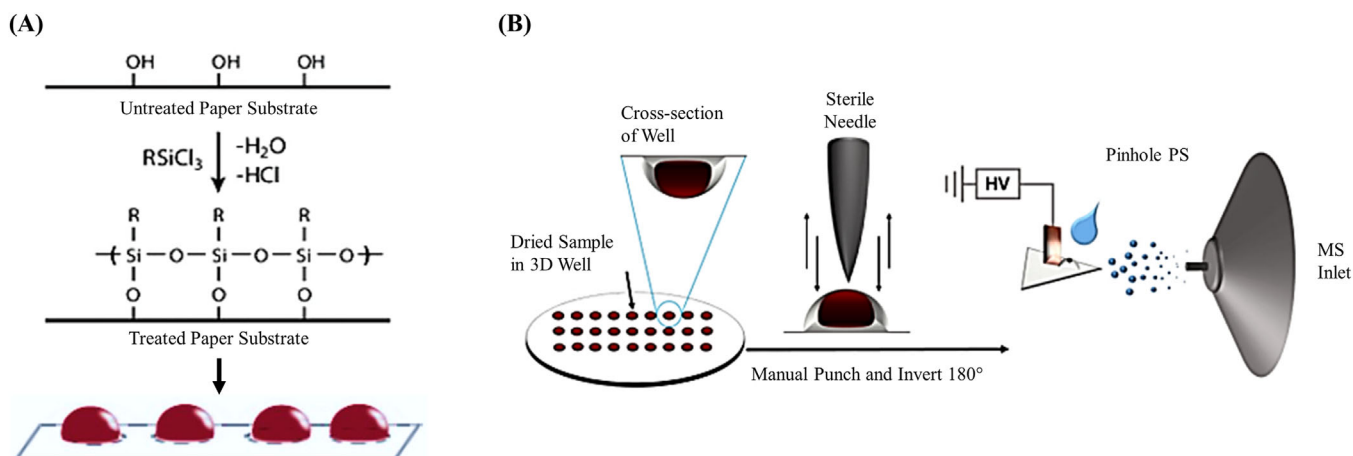 (A)
OH OH OH
Untreated Paper Substrate
RSiCl₃
-H₂O
-HCl
R R R
( Si O Si O Si O )
O O O
Treated Paper Substrate
(B)
Cross-section
of Well
Dried Sample
in 3D Well
Sterile
Needle
Manual Punch and Invert 180°
HV
Pinhole PS
MS
Inlet